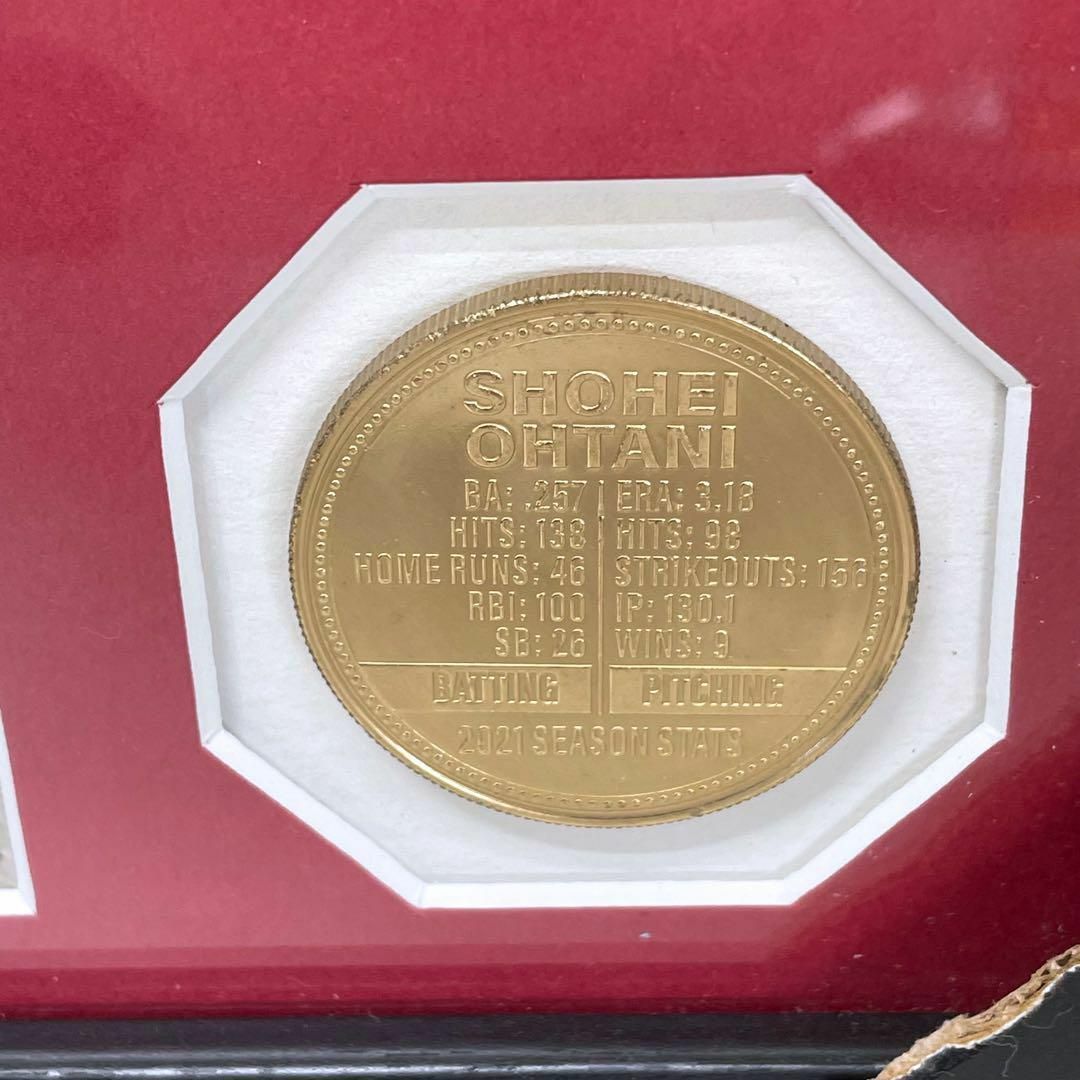 SHOHEI
OHTANI
BA: .257 | ERA: 3.18
HITS: 138 | HITS: 98
HOME RUNS: 46 | STRIKEOUTS: 156
RBI: 100 | IP: 130.1
SB: 26 | WINS: 9
BATTING PITCHING
2021 SEASON STATS